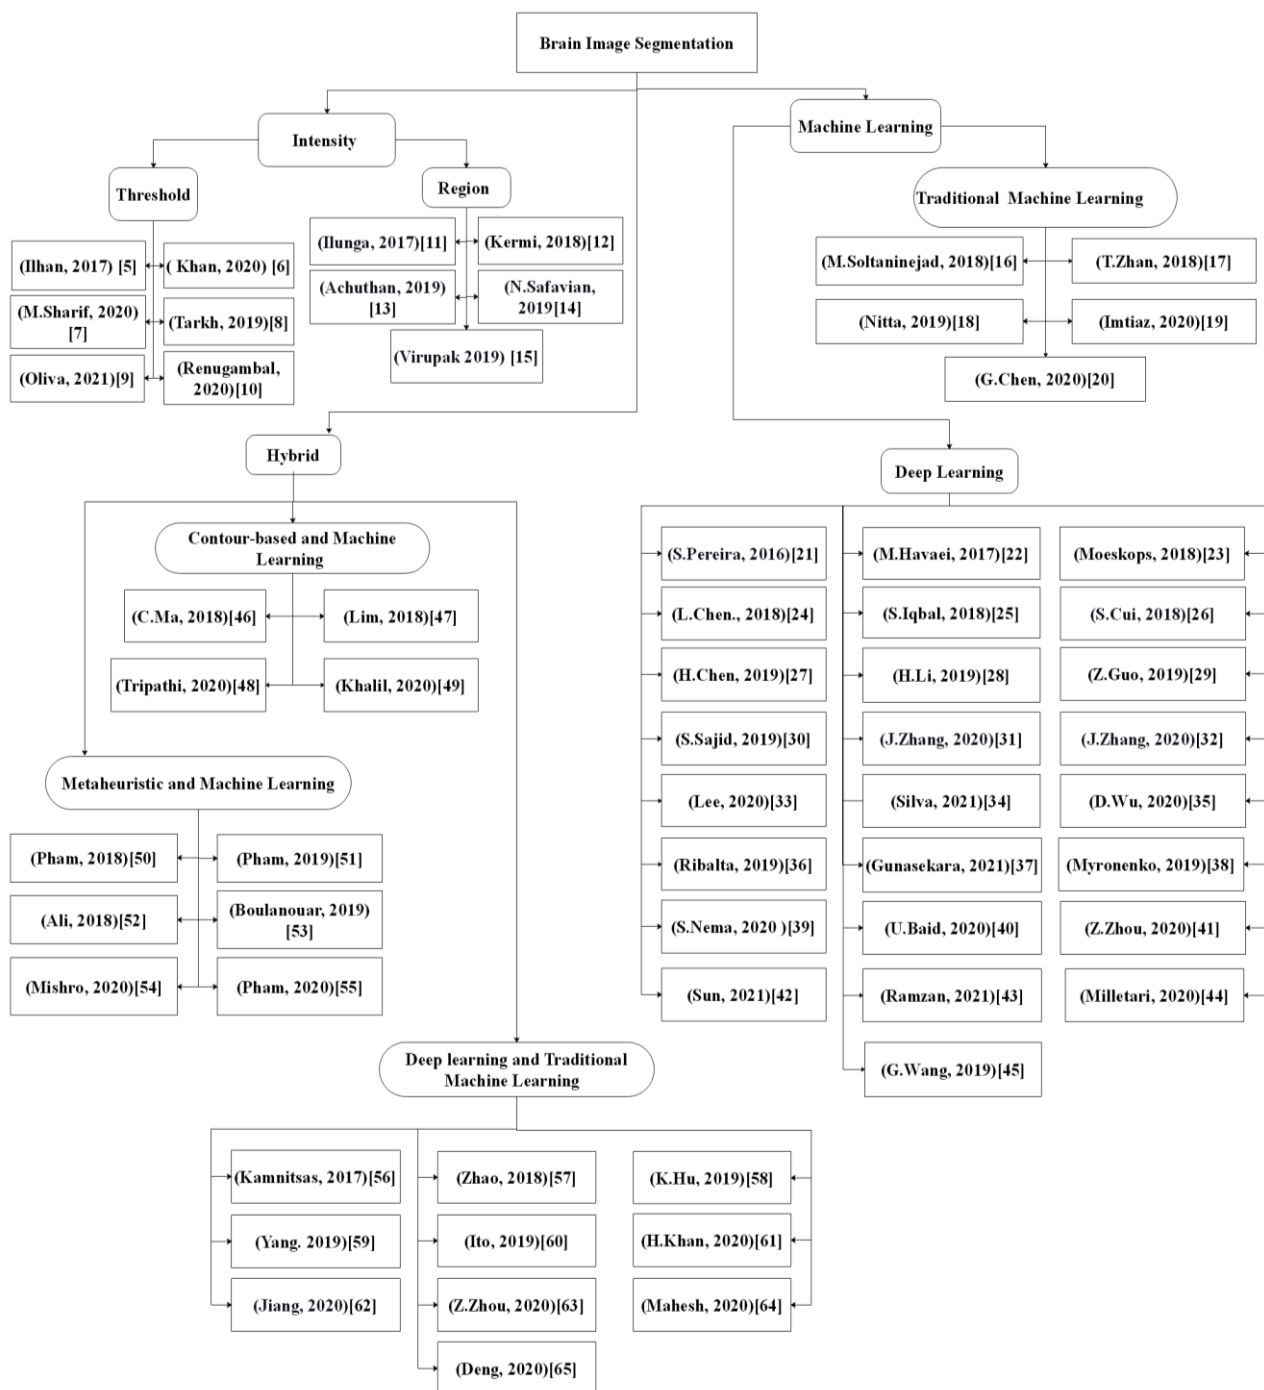 Brain Image Segmentation
Intensity
Machine Learning
Threshold
Region
Traditional  Machine Learning
(Ilhan, 2017) [5]
( Khan, 2020) [6]
(M.Sharif, 2020)
[7]
(Tarkh, 2019)[8]
(Oliva, 2021)[9]
(Renugambal,
2020)[10]
(Ilunga, 2017)[11]
(Kermi, 2018)[12]
(Achuthan, 2019)
[13]
(N.Safavian,
2019[14]
(Virupak 2019) [15]
(M.Soltaninejad, 2018)[16]
(T.Zhan, 2018)[17]
(Nitta, 2019)[18]
(Imtiaz, 2020)[19]
(G.Chen, 2020)[20]
Hybrid
Deep Learning
Contour-based and Machine
Learning
(C.Ma, 2018)[46]
(Lim, 2018)[47]
(Tripathi, 2020)[48]
(Khalil, 2020)[49]
Metaheuristic and Machine Learning
(Pham, 2018)[50]
(Pham, 2019)[51]
(Ali, 2018)[52]
(Boulanouar, 2019)
[53]
(Mishro, 2020)[54]
(Pham, 2020)[55]
(S.Pereira, 2016)[21]
(M.Havaei, 2017)[22]
(Moeskops, 2018)[23]
(L.Chen., 2018)[24]
(S.Iqbal, 2018)[25]
(S.Cui, 2018)[26]
(H.Chen, 2019)[27]
(H.Li, 2019)[28]
(Z.Guo, 2019)[29]
(S.Sajid, 2019)[30]
(J.Zhang, 2020)[31]
(J.Zhang, 2020)[32]
(Lee, 2020)[33]
(Silva, 2021)[34]
(D.Wu, 2020)[35]
(Ribalta, 2019)[36]
(Gunasekara, 2021)[37]
(Myronenko, 2019)[38]
(S.Nema, 2020 )[39]
(U.Baid, 2020)[40]
(Z.Zhou, 2020)[41]
(Sun, 2021)[42]
(Ramzan, 2021)[43]
(Milletari, 2020)[44]
(G.Wang, 2019)[45]
Deep learning and Traditional
Machine Learning
(Kamnitsas, 2017)[56]
(Zhao, 2018)[57]
(K.Hu, 2019)[58]
(Yang. 2019)[59]
(Ito, 2019)[60]
(H.Khan, 2020)[61]
(Jiang, 2020)[62]
(Z.Zhou, 2020)[63]
(Mahesh, 2020)[64]
(Deng, 2020)[65]